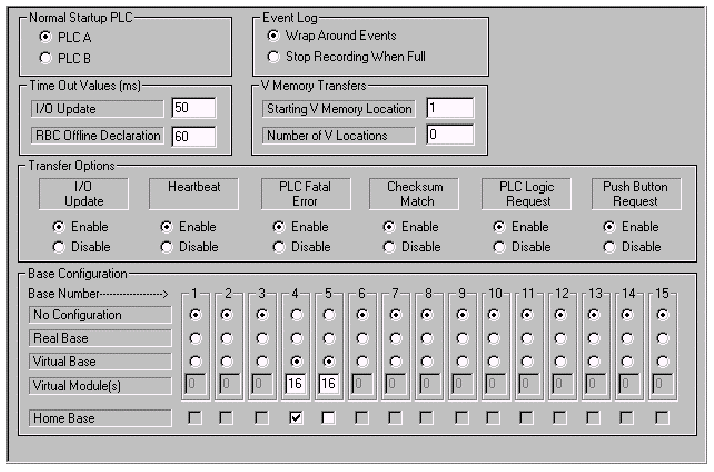 Normal Startup PLC
PLC A
PLC B
Event Log
Wrap Around Events
Stop Recording When Full
Time Out Values (ms)
I/O Update 50
RBC Offline Declaration 60
V Memory Transfers
Starting V Memory Location 1
Number of V Locations 0
Transfer Options
I/O Update Heartbeat PLC Fatal Error Checksum Match PLC Logic Request Push Button Request
Enable Enable Enable Enable Enable Enable
Disable Disable Disable Disable Disable Disable
Base Configuration
Base Number-------------------> 1 2 3 4 5 6 7 8 9 10 11 12 13 14 15
No Configuration
Real Base
Virtual Base
Virtual Module(s) 0 0 0 16 16 0 0 0 0 0 0 0 0 0 0
Home Base